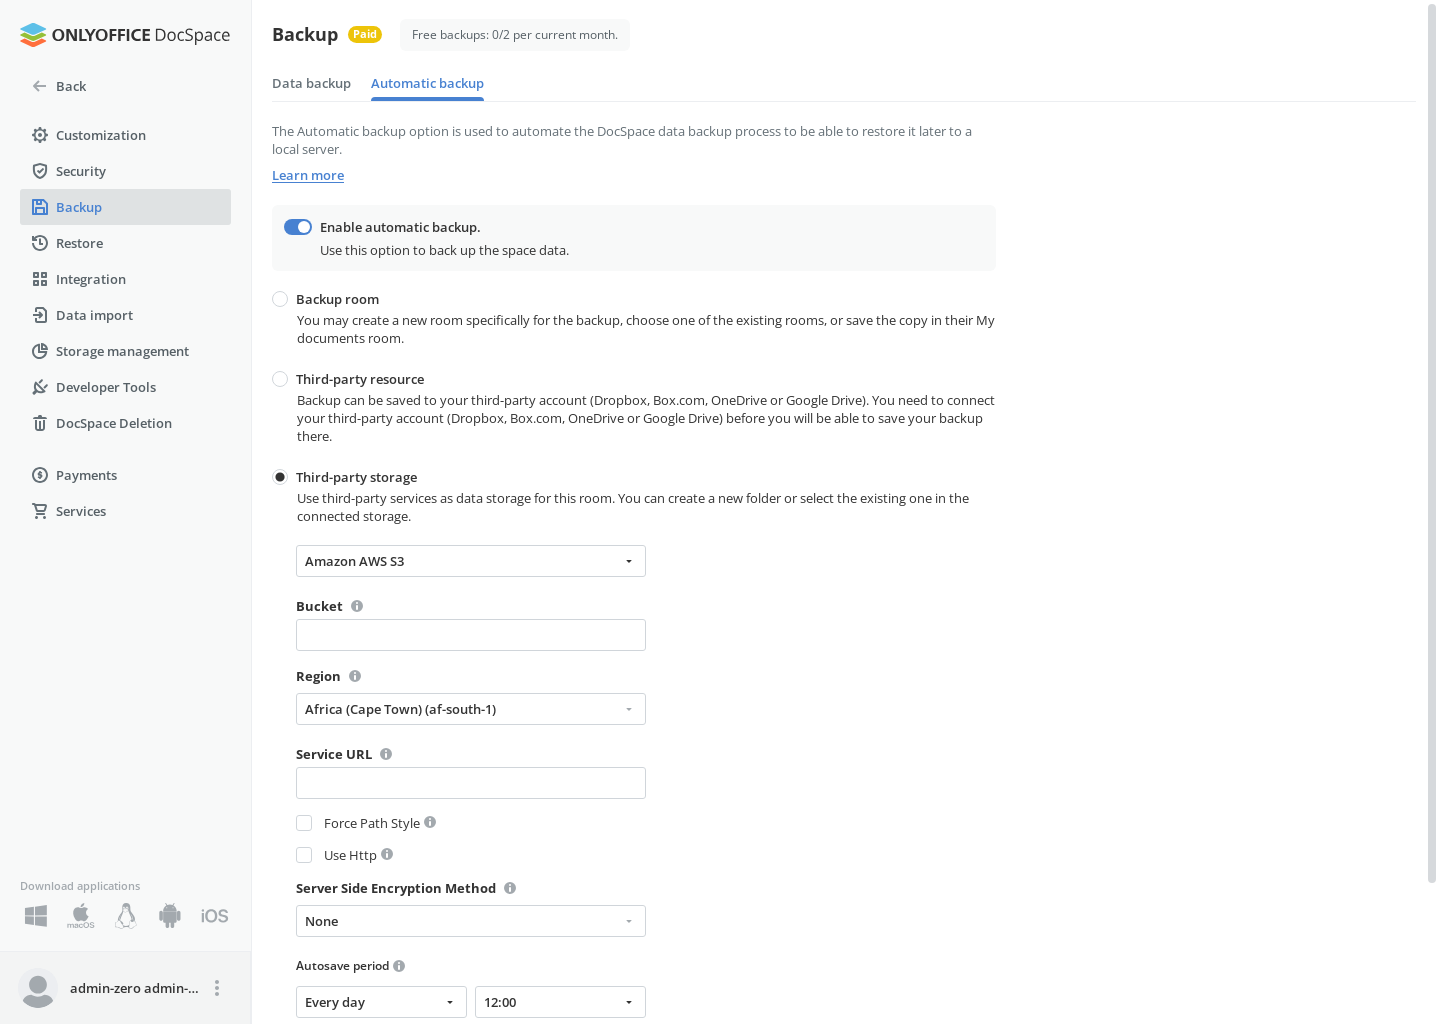 ONLYOFFICE DocSpace
Back
Customization
Security
Backup
Restore
Integration
Data import
Storage management
Developer Tools
DocSpace Deletion
Payments
Services
Download applications
macOS
iOS
admin-zero admin-...
Backup Paid Free backups: 0/2 per current month.
Data backup Automatic backup
The Automatic backup option is used to automate the DocSpace data backup process to be able to restore it later to a
local server.
Learn more
Enable automatic backup.
Use this option to back up the space data.
Backup room
You may create a new room specifically for the backup, choose one of the existing rooms, or save the copy in their My
documents room.
Third-party resource
Backup can be saved to your third-party account (Dropbox, Box.com, OneDrive or Google Drive). You need to connect
your third-party account (Dropbox, Box.com, OneDrive or Google Drive) before you will be able to save your backup
there.
Third-party storage
Use third-party services as data storage for this room. You can create a new folder or select the existing one in the
connected storage.
Amazon AWS S3
Bucket
Region
Africa (Cape Town) (af-south-1)
Service URL
Force Path Style
Use Http
Server Side Encryption Method
None
Autosave period
Every day 12:00